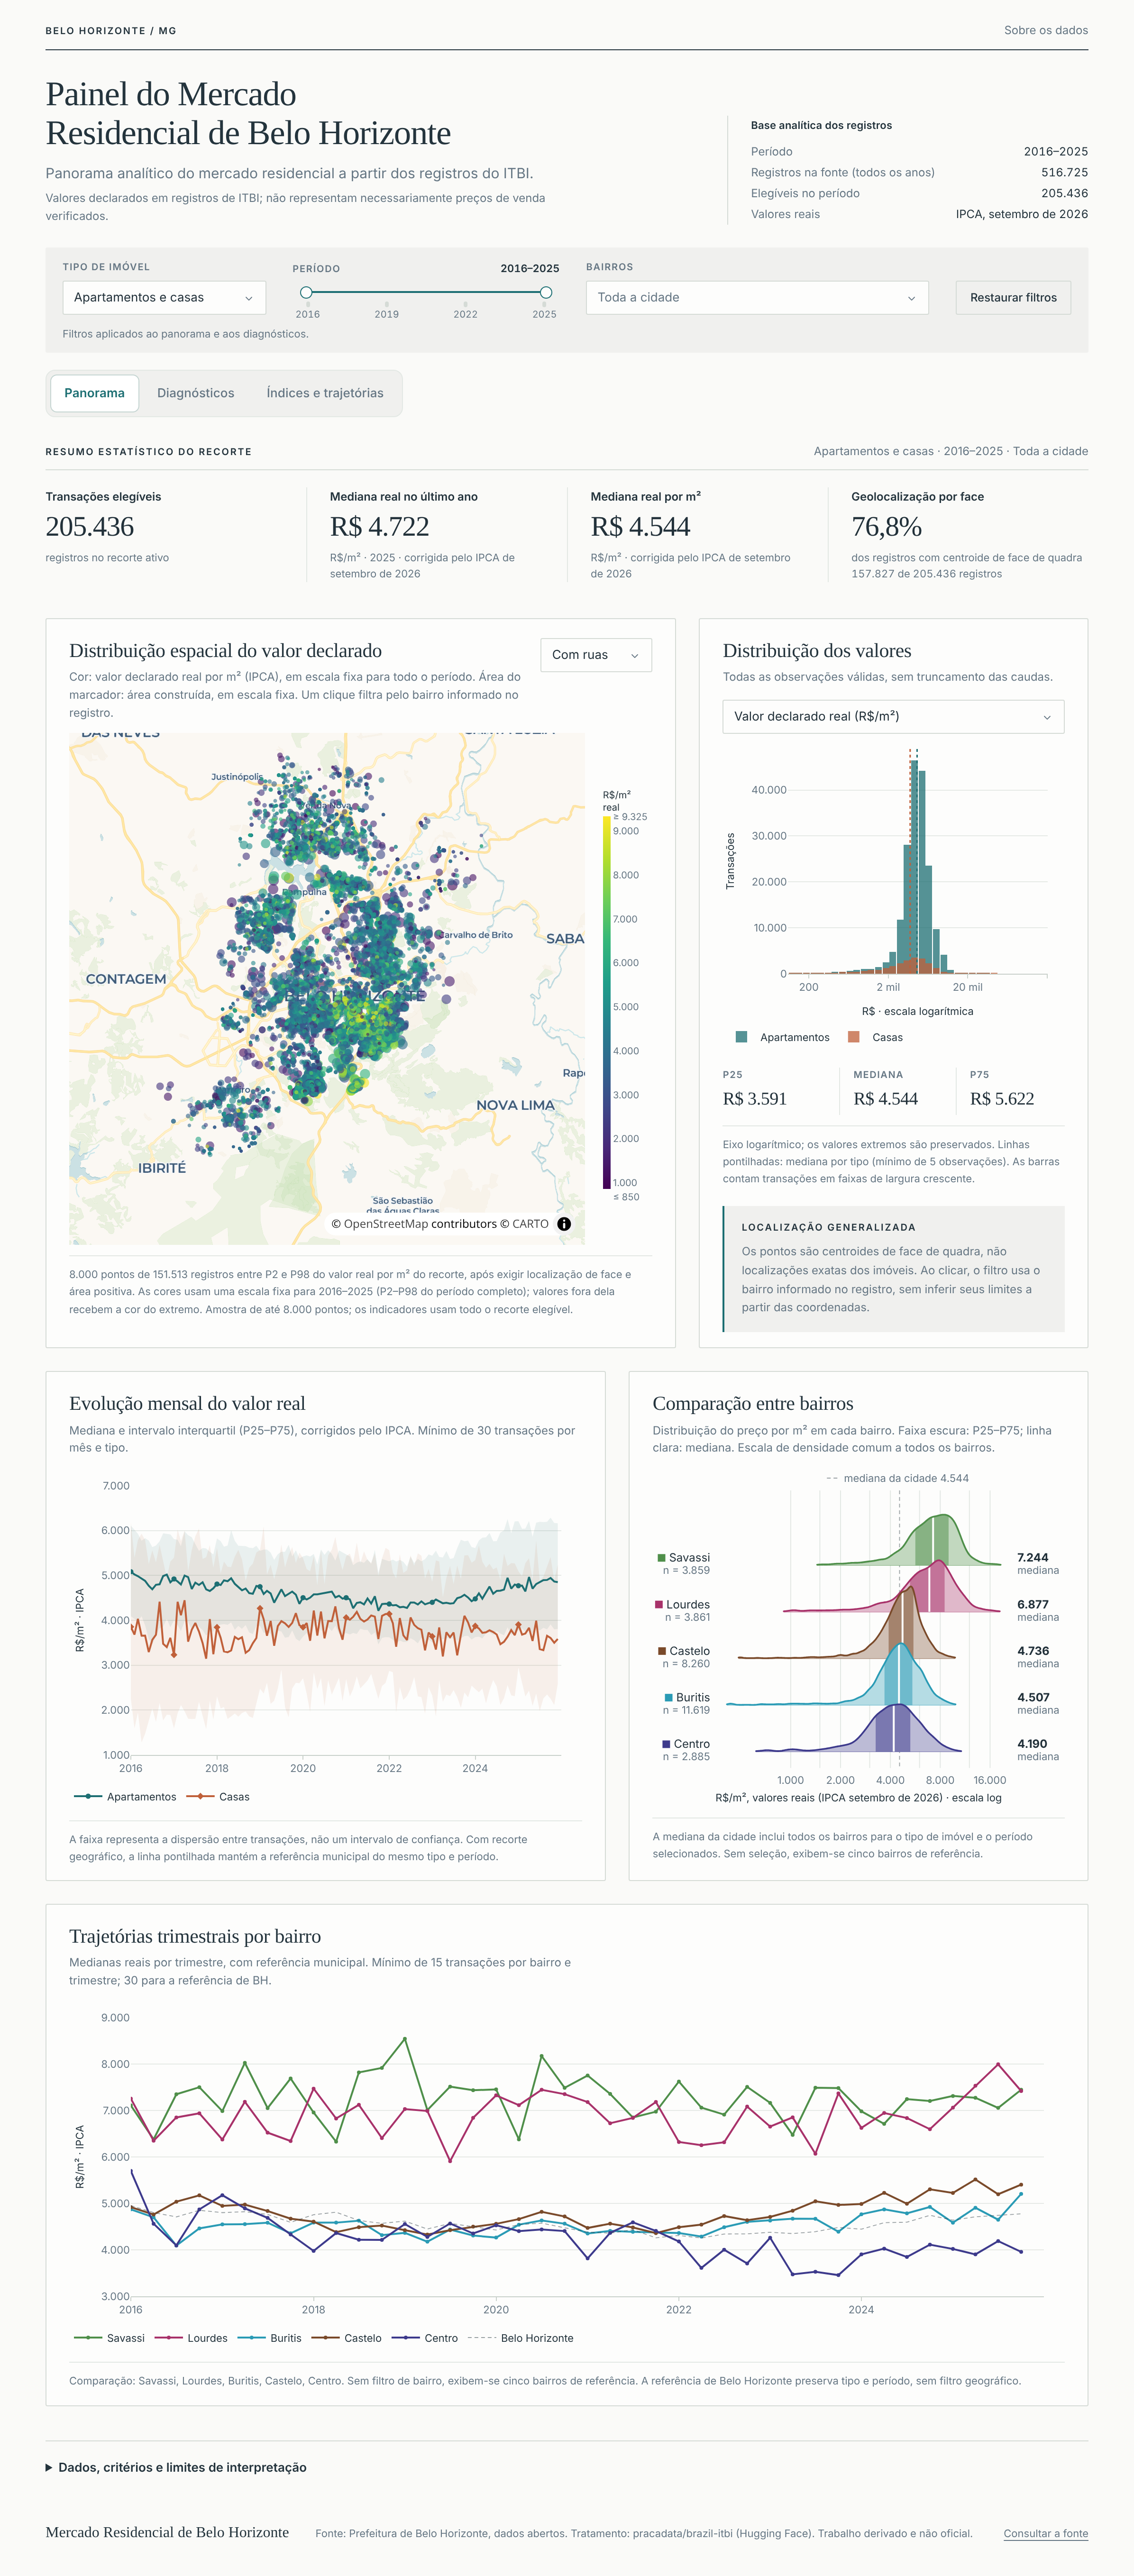 BELO HORIZONTE / MG
Sobre os dados
Painel do Mercado
Residencial de Belo Horizonte
Panorama analítico do mercado residencial a partir dos registros do ITBI.
Valores declarados em registros de ITBI; não representam necessariamente preços de venda
verificados.
Base analítica dos registros
Período 2016–2025
Registros na fonte (todos os anos) 516.725
Elegíveis no período 205.436
Valores reais IPCA, setembro de 2026
TIPO DE IMÓVEL
Apartamentos e casas
Filtros aplicados ao panorama e aos diagnósticos.
PERÍODO 2016–2025
2016 2019 2022 2025
BAIRROS
Toda a cidade
Restaurar filtros
Panorama Diagnósticos Índices e trajetórias
RESUMO ESTATÍSTICO DO RECORTE
Apartamentos e casas · 2016–2025 · Toda a cidade
Transações elegíveis
205.436
registros no recorte ativo
Mediana real no último ano
R$ 4.722
R$/m² · 2025 · corrigida pelo IPCA de
setembro de 2026
Mediana real por m²
R$ 4.544
R$/m² · corrigida pelo IPCA de setembro
de 2026
Geolocalização por face
76,8%
dos registros com centroide de face de quadra
157.827 de 205.436 registros
Distribuição espacial do valor declarado
Com ruas
Cor: valor declarado real por m² (IPCA), em escala fixa para todo o período. Área do
marcador: área construída, em escala fixa. Um clique filtra pelo bairro informado no
registro.
DAS NEVES
Justinópolis
Carvalho de Brito
SABA
CONTAGEM
BELO HORIZONTE
Rapo
NOVA LIMA
IBIRITÉ
São Sebastião
das Águas Claras
© OpenStreetMap contributors © CARTO
R$/m²
real
≥ 9.325
9.000
8.000
7.000
6.000
5.000
4.000
3.000
2.000
1.000
≤ 850
8.000 pontos de 151.513 registros entre P2 e P98 do valor real por m² do recorte, após exigir localização de face e
área positiva. As cores usam uma escala fixa para 2016–2025 (P2–P98 do período completo); valores fora dela
recebem a cor do extremo. Amostra de até 8.000 pontos; os indicadores usam todo o recorte elegível.
Distribuição dos valores
Todas as observações válidas, sem truncamento das caudas.
Valor declarado real (R$/m²)
Transações
40.000
30.000
20.000
10.000
0
200 2 mil 20 mil
R$ · escala logarítmica
Apartamentos Casas
P25 MEDIANA P75
R$ 3.591 R$ 4.544 R$ 5.622
Eixo logarítmico; os valores extremos são preservados. Linhas
pontilhadas: mediana por tipo (mínimo de 5 observações). As barras
contam transações em faixas de largura crescente.
LOCALIZAÇÃO GENERALIZADA
Os pontos são centroides de face de quadra, não
localizações exatas dos imóveis. Ao clicar, o filtro usa o
bairro informado no registro, sem inferir seus limites a
partir das coordenadas.
Evolução mensal do valor real
Mediana e intervalo interquartil (P25–P75), corrigidos pelo IPCA. Mínimo de 30 transações por
mês e tipo.
R$/m² · IPCA
7.000
6.000
5.000
4.000
3.000
2.000
1.000
2016 2018 2020 2022 2024
Apartamentos Casas
A faixa representa a dispersão entre transações, não um intervalo de confiança. Com recorte
geográfico, a linha pontilhada mantém a referência municipal do mesmo tipo e período.
Comparação entre bairros
Distribuição do preço por m² em cada bairro. Faixa escura: P25–P75; linha
clara: mediana. Escala de densidade comum a todos os bairros.
-- mediana da cidade 4.544
Savassi 7.244
n = 3.859 mediana
Lourdes 6.877
n = 3.861 mediana
Castelo 4.736
n = 8.260 mediana
Buritis 4.507
n = 11.619 mediana
Centro 4.190
n = 2.885 mediana
1.000 2.000 4.000 8.000 16.000
R$/m², valores reais (IPCA setembro de 2026) · escala log
A mediana da cidade inclui todos os bairros para o tipo de imóvel e o período
selecionados. Sem seleção, exibem-se cinco bairros de referência.
Trajetórias trimestrais por bairro
Medianas reais por trimestre, com referência municipal. Mínimo de 15 transações por bairro e
trimestre; 30 para a referência de BH.
R$/m² · IPCA
9.000
8.000
7.000
6.000
5.000
4.000
3.000
2016 2018 2020 2022 2024
Savassi Lourdes Buritis Castelo Centro Belo Horizonte
Comparação: Savassi, Lourdes, Buritis, Castelo, Centro. Sem filtro de bairro, exibem-se cinco bairros de referência. A referência de Belo Horizonte preserva tipo e período, sem filtro geográfico.
Dados, critérios e limites de interpretação
Mercado Residencial de Belo Horizonte
Fonte: Prefeitura de Belo Horizonte, dados abertos. Tratamento: pracadata/brazil-itbi (Hugging Face). Trabalho derivado e não oficial.
Consultar a fonte